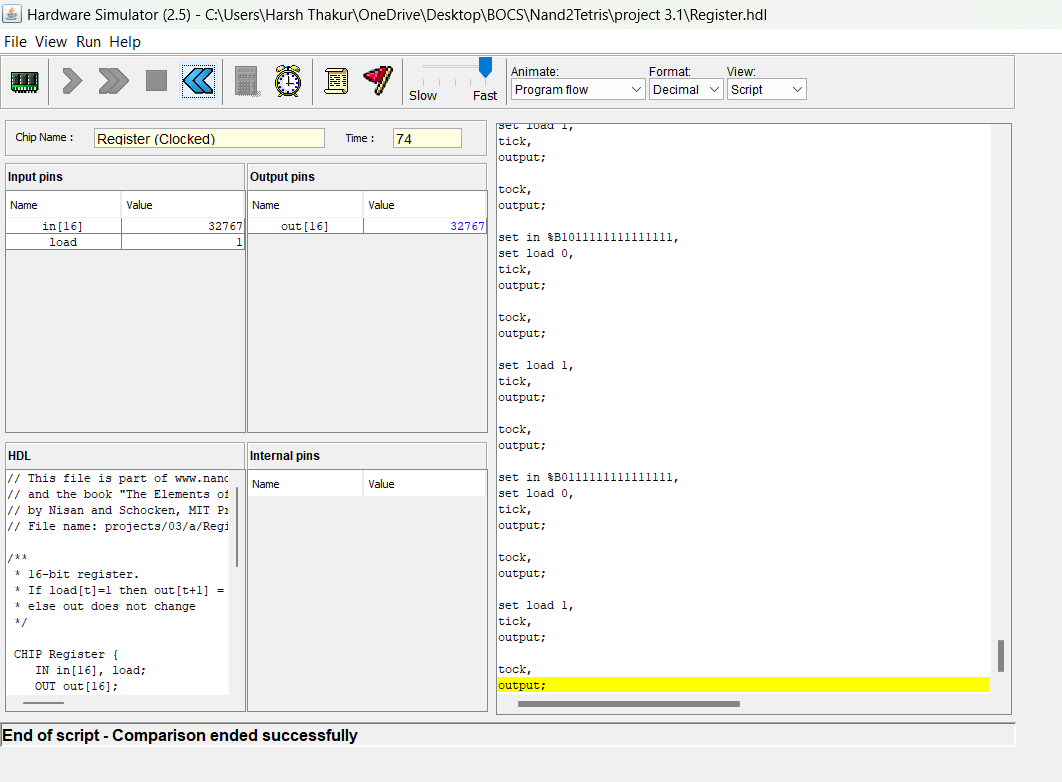 Hardware Simulator (2.5) - C:\Users\Harsh Thakur\OneDrive\Desktop\BOCS\Nand2Tetris\project 3.1\Register.hdl
File View Run Help
Slow Fast
Animate: Format: View:
Program flow Decimal Script
Chip Name : Register (Clocked) Time : 74
Input pins
Name Value
in[16] 32767
load 1
Output pins
Name Value
out[16] 32767
HDL
// This file is part of www.nand
// and the book "The Elements of
// by Nisan and Schocken, MIT Pr
// File name: projects/03/a/Regi
/**
* 16-bit register.
* If load[t]=1 then out[t+1] =
* else out does not change
*/
CHIP Register {
IN in[16], load;
OUT out[16];
Internal pins
Name Value
set load 1,
tick,
output;
tock,
output;
set in %B1011111111111111,
set load 0,
tick,
output;
tock,
output;
set load 1,
tick,
output;
tock,
output;
set in %B0111111111111111,
set load 0,
tick,
output;
tock,
output;
set load 1,
tick,
output;
tock,
output;
End of script - Comparison ended successfully